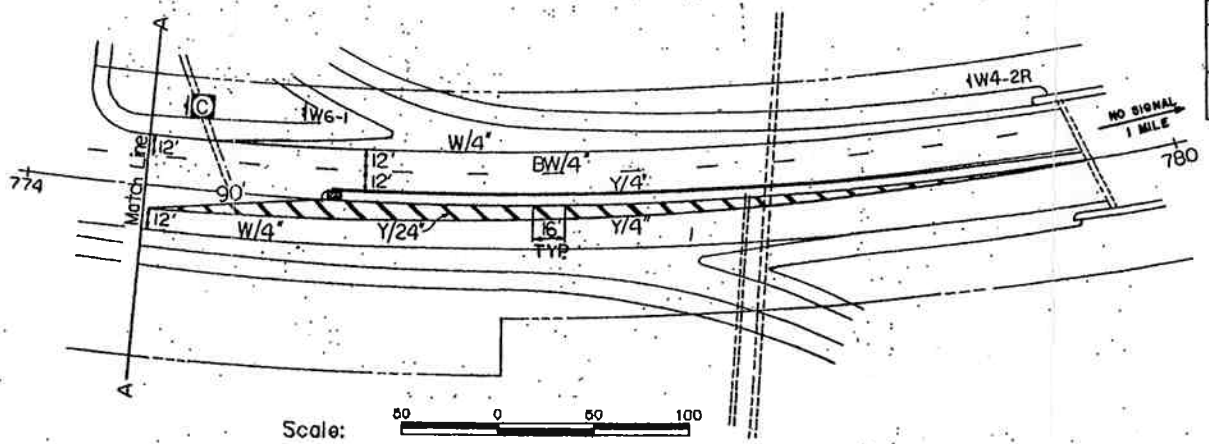 A
W4-2R
C
W6-1
NO SIGNAL
1 MILE
W/4"
12'
Match Line
12'
BW/4"
780
774
90'
12'
Y/4"
12'
W/4"
Y/24"
16'
TYP.
Y/4"
A
50 0 50 100
Scale: